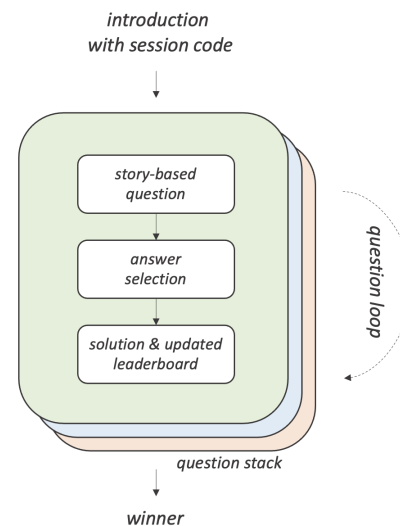 introduction
with session code
story-based
question
answer
selection
solution & updated
leaderboard
question loop
question stack
winner